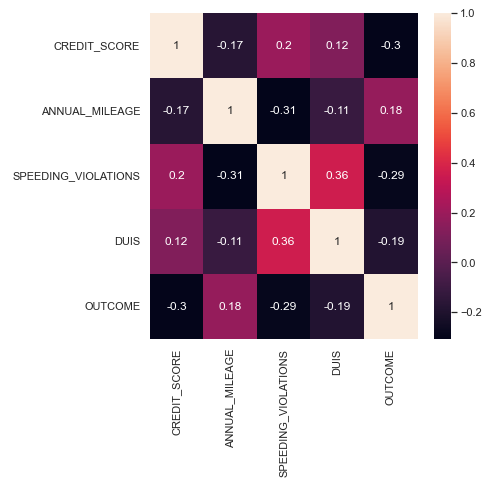 CREDIT_SCORE 1 -0.17 0.2 0.12 -0.3
ANNUAL_MILEAGE -0.17 1 -0.31 -0.11 0.18
SPEEDING_VIOLATIONS 0.2 -0.31 1 0.36 -0.29
DUIS 0.12 -0.11 0.36 1 -0.19
OUTCOME -0.3 0.18 -0.29 -0.19 1
CREDIT_SCORE
ANNUAL_MILEAGE
SPEEDING_VIOLATIONS
DUIS
OUTCOME
1.0
0.8
0.6
0.4
0.2
0.0
−0.2